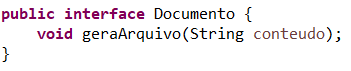 public interface Documento {
    void geraArquivo(String conteudo);
}